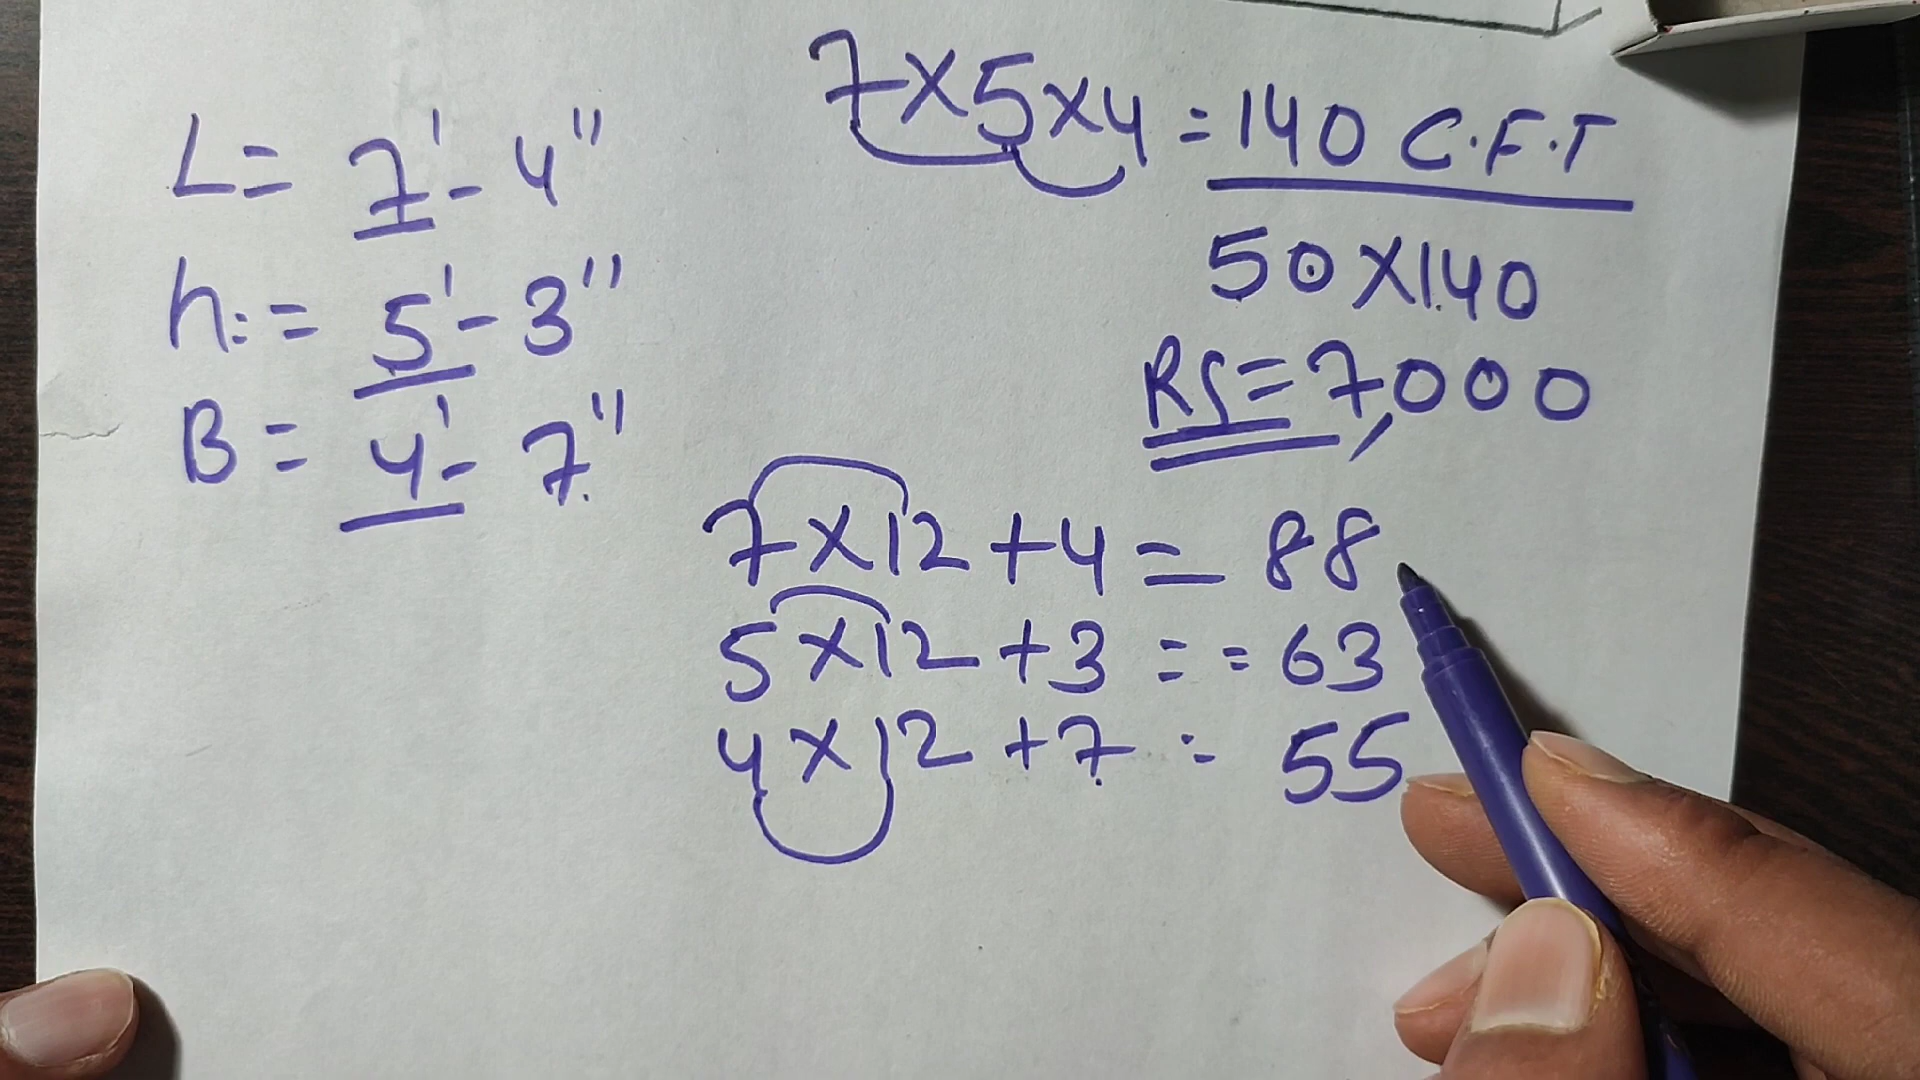 7×5×4=140 C.F.T
L= 7'-4"
50×140
h:= 5'-3"
RS=7,000
B= 4'-7"
7×12+4= 88
5×12+3= =63
4×12+7= 55